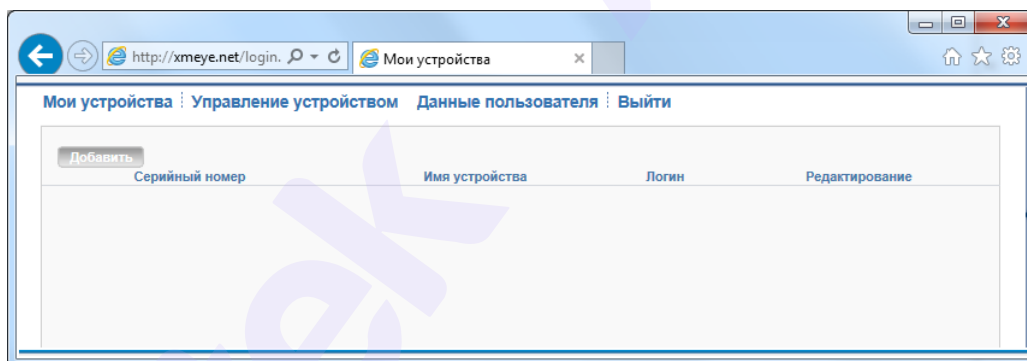 http://xmeye.net/login.
Мои устройства
Мои устройства Управление устройством Данные пользователя Выйти
Добавить
Серийный номер Имя устройства Логин Редактирование